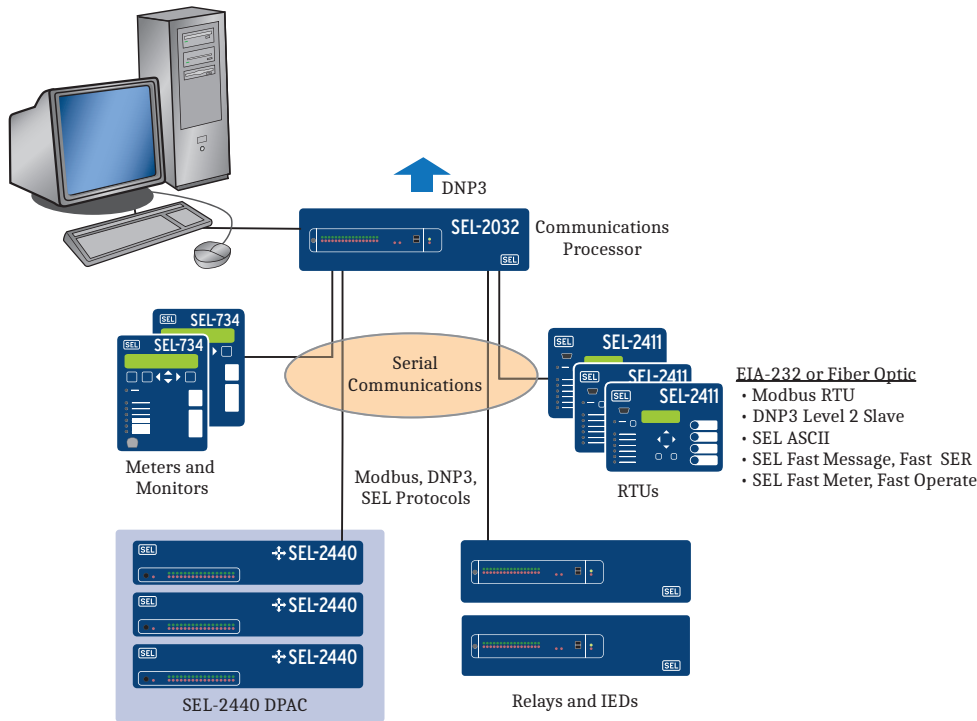 DNP3
SEL-2032
SEL
Communications
Processor
SEL SEL-734
SEL SEL-734
Meters and
Monitors
Serial
Communications
SEL SEL-2411
SEL SEL-2411
SEL SEL-2411
RTUs
EIA-232 or Fiber Optic
• Modbus RTU
• DNP3 Level 2 Slave
• SEL ASCII
• SEL Fast Message, Fast SER
• SEL Fast Meter, Fast Operate
Modbus, DNP3,
SEL Protocols
SEL SEL-2440
SEL SEL-2440
SEL SEL-2440
SEL-2440 DPAC
SEL
SEL
Relays and IEDs